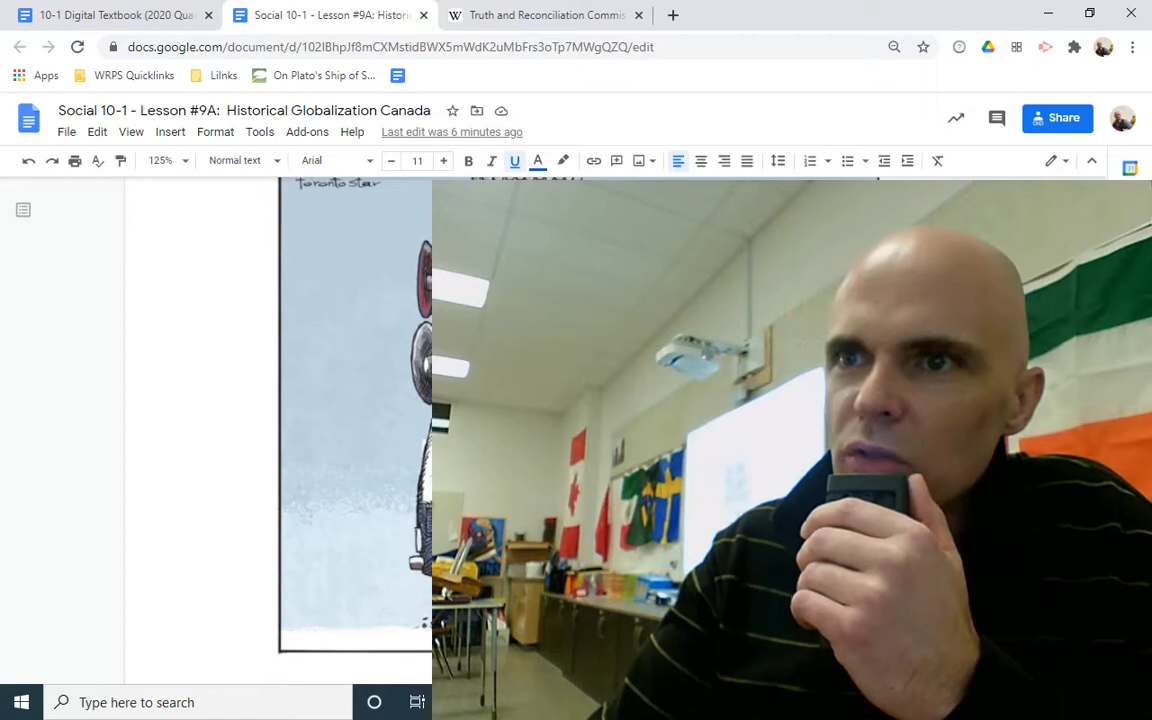 10-1 Digital Textbook (2020 Qua
Social 10-1 - Lesson #9A: Histori
Truth and Reconciliation Commis
docs.google.com/document/d/102lBhpJf8mCXMstidBWX5mWdK2uMbFrs3oTp7MWgQZQ/edit
Apps WRPS Quicklinks LiInks On Plato's Ship of S...
Social 10-1 - Lesson #9A: Historical Globalization Canada
Share
File Edit View Insert Format Tools Add-ons Help Last edit was 6 minutes ago
125% Normal text Arial 11 B I U A
Toronto Star
Type here to search